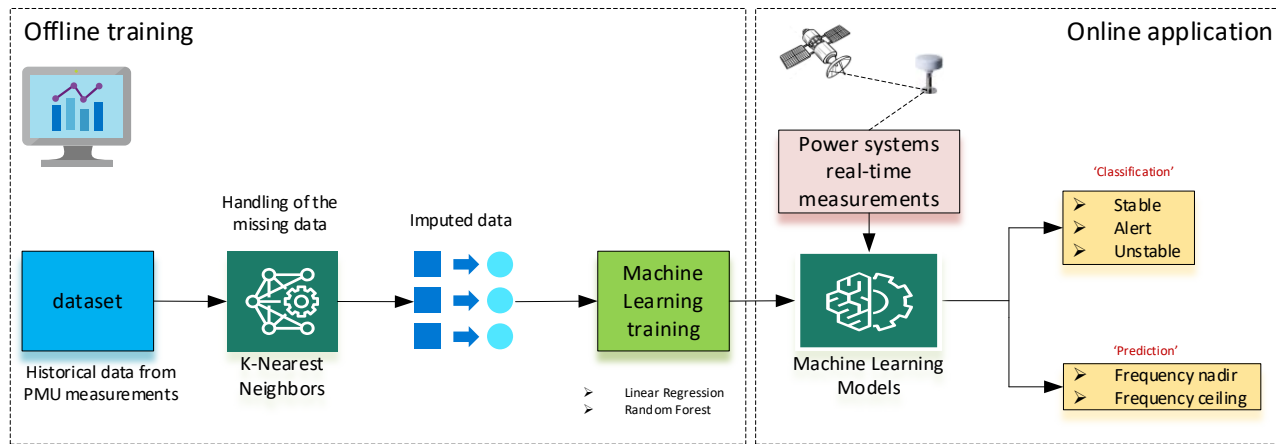 Offline training
Online application
Power systems
real-time
measurements
Handling of the
missing data
Imputed data
dataset
Machine
Learning
training
'Classification'
➢ Stable
➢ Alert
➢ Unstable
Historical data from
PMU measurements
K-Nearest
Neighbors
➢ Linear Regression
➢ Random Forest
Machine Learning
Models
'Prediction'
➢ Frequency nadir
➢ Frequency ceiling